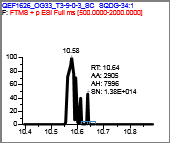 QEF1626_OG33_T3-9-0-3_SC SQDG-34:1
F: FTMS + p ESI Full ms [500.0000-2000.0000]
10.58
100
80
60
40
20
0
RT: 10.64
AA: 2905
AH: 7996
SN: 1.38E+014
10.4 10.5 10.6 10.7 10.8